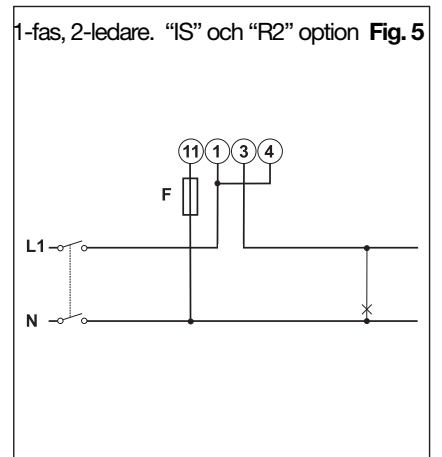 1-fas, 2-ledare. “IS” och “R2” option Fig. 5
11 1 3 4
F
L1
N